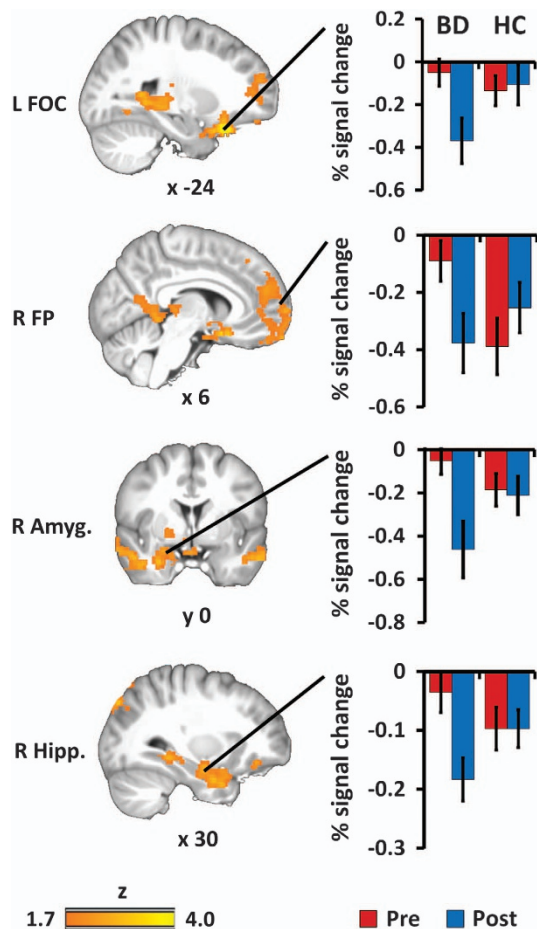 BD HC
L FOC
x -24
% signal change
0.2
0
-0.2
-0.4
-0.6
R FP
x 6
% signal change
0
-0.2
-0.4
-0.6
R Amyg.
y 0
% signal change
0
-0.2
-0.4
-0.6
-0.8
R Hipp.
x 30
% signal change
0
-0.1
-0.2
-0.3
z
1.7 4.0
Pre Post